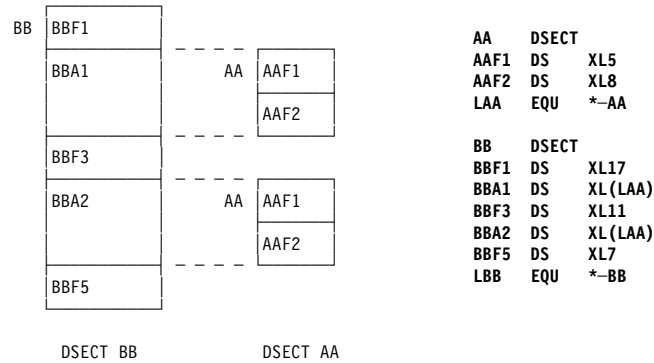 BB BBF1
BBA1 AA AAF1
AAF2
BBF3
BBA2 AA AAF1
AAF2
BBF5
DSECT BB DSECT AA
AA DSECT
AAF1 DS XL5
AAF2 DS XL8
LAA EQU *–AA
BB DSECT
BBF1 DS XL17
BBA1 DS XL(LAA)
BBF3 DS XL11
BBA2 DS XL(LAA)
BBF5 DS XL7
LBB EQU *–BB